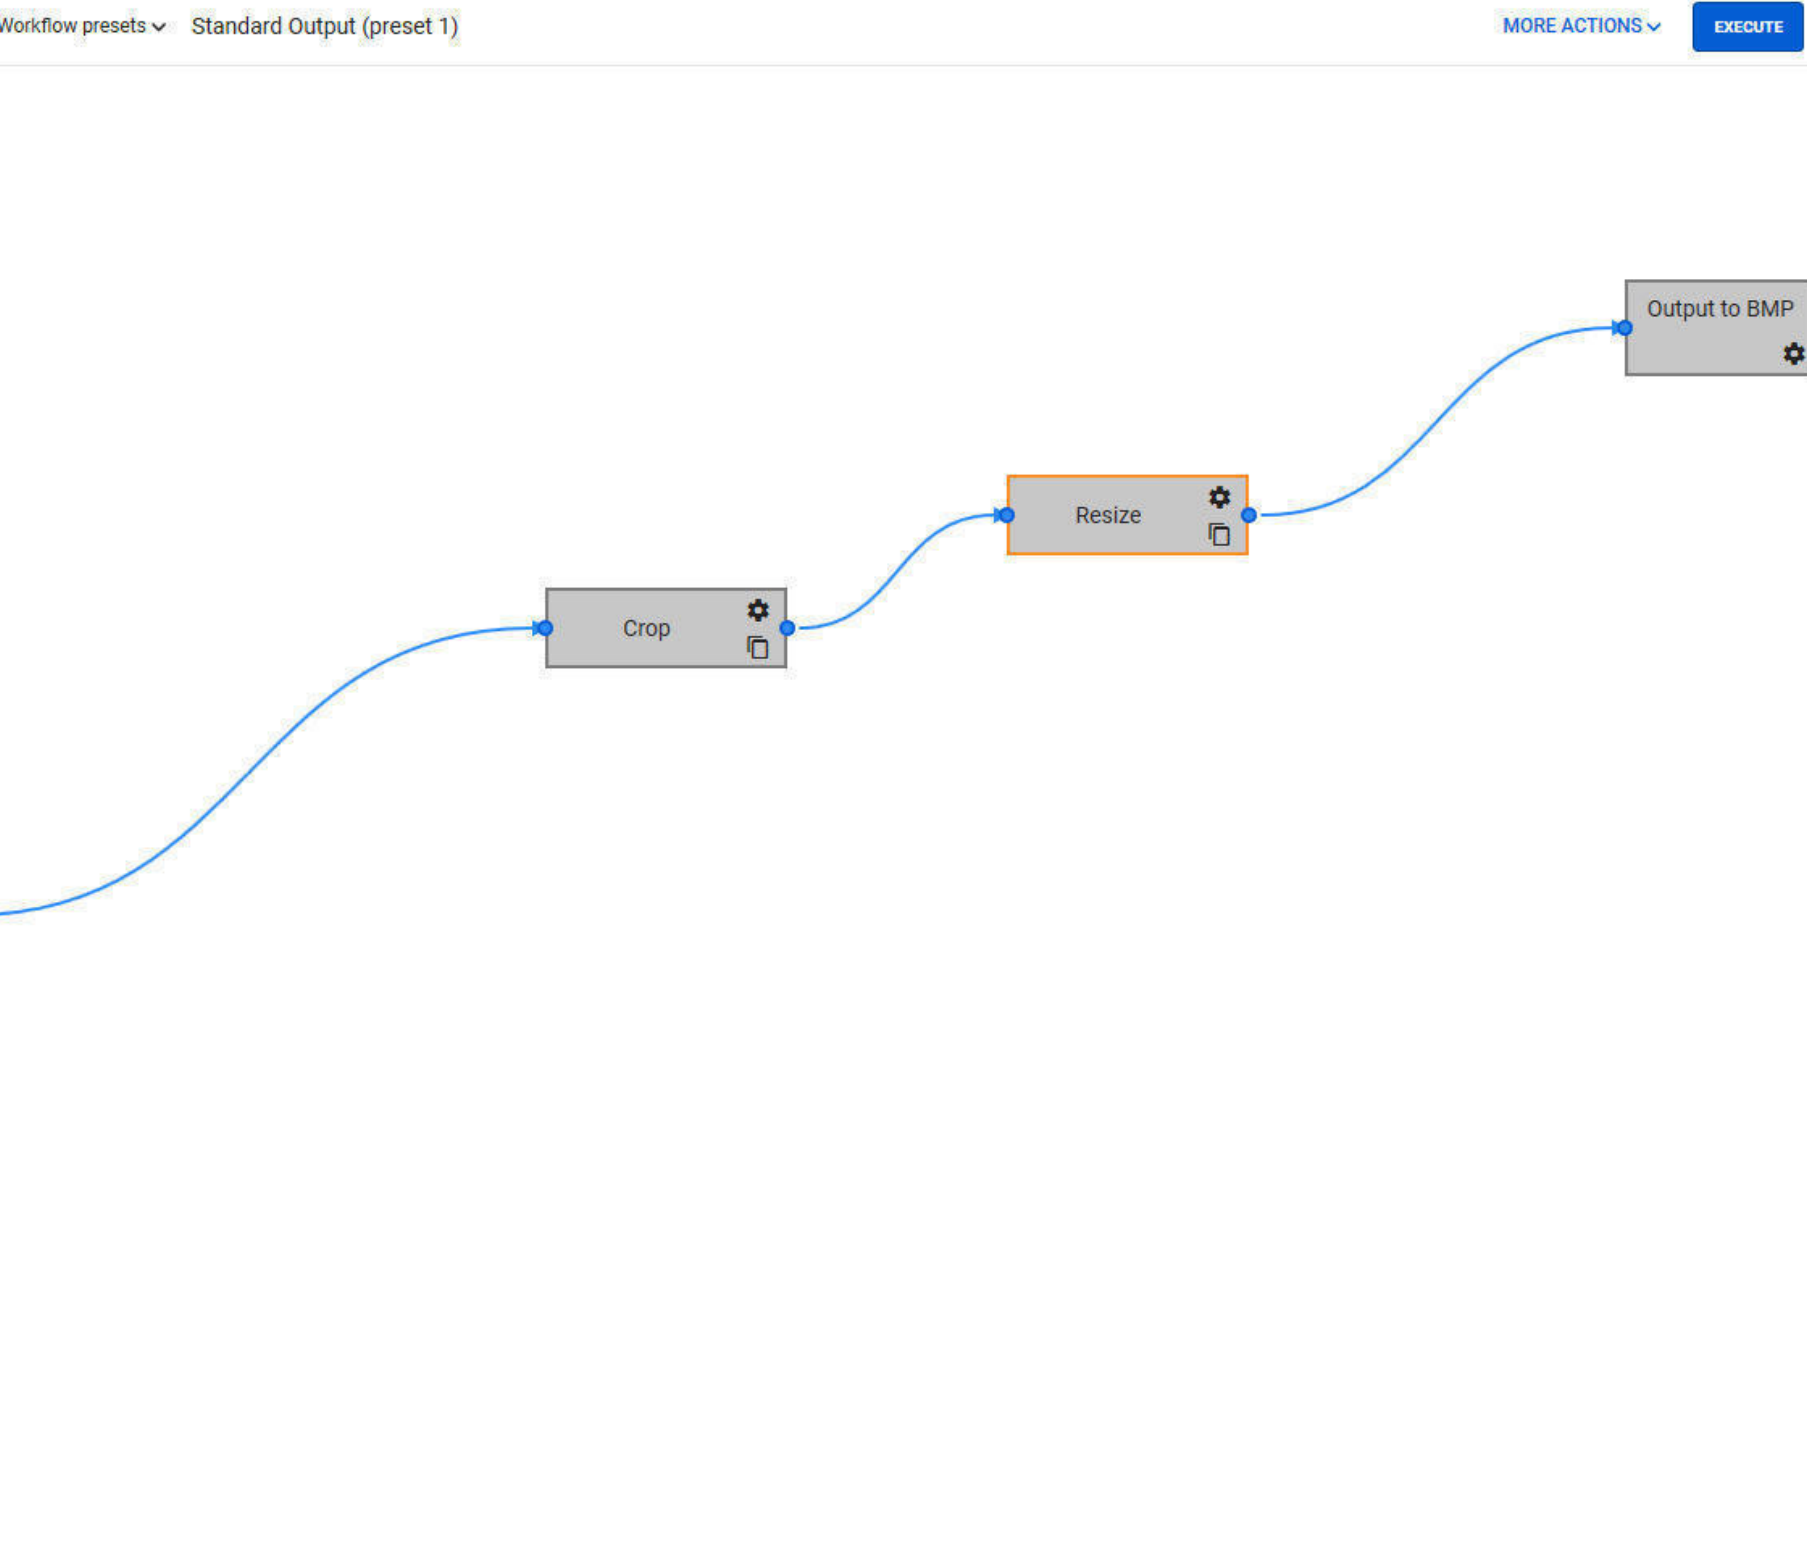 Workflow presets
Standard Output (preset 1)
MORE ACTIONS
EXECUTE
Output to BMP
Resize
Crop